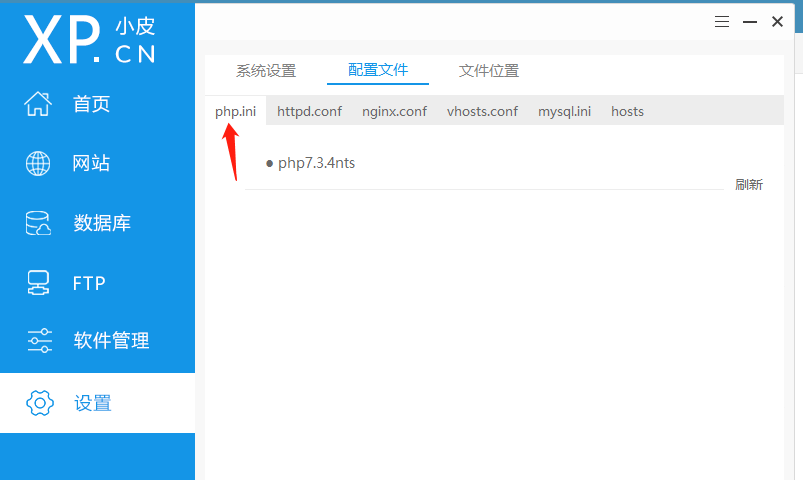 XP. 小皮
CN
首页
网站
数据库
FTP
软件管理
设置
系统设置 配置文件 文件位置
php.ini httpd.conf nginx.conf vhosts.conf mysql.ini hosts
● php7.3.4nts
刷新